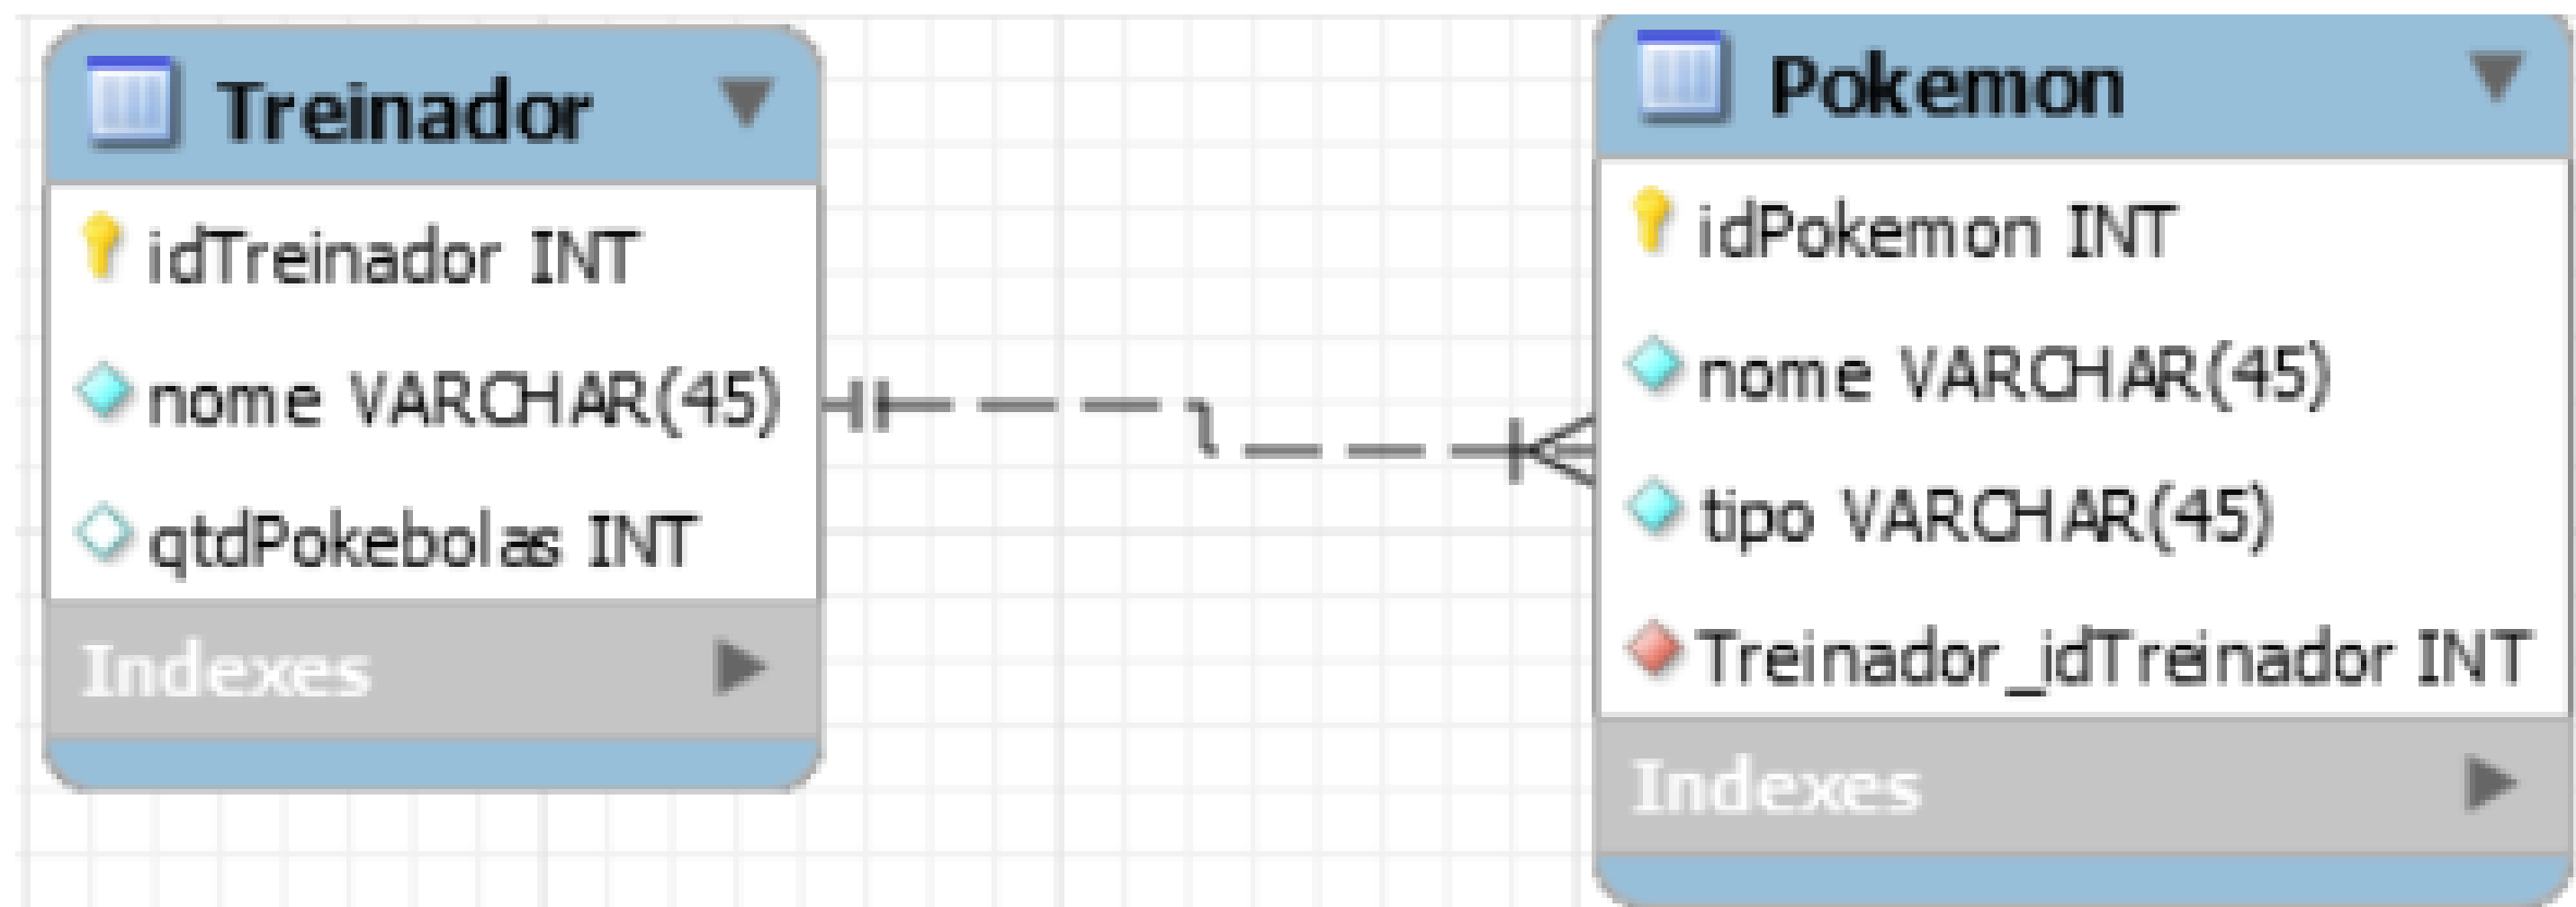 Treinador
idTreinador INT
nome VARCHAR(45)
qtdPokebolas INT
Indexes
Pokemon
idPokemon INT
nome VARCHAR(45)
tipo VARCHAR(45)
Treinador_idTreinador INT
Indexes